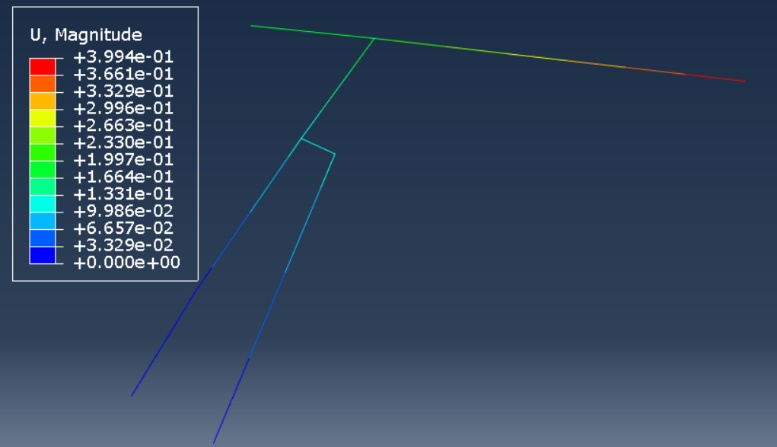 U, Magnitude
+3.994e-01
+3.661e-01
+3.329e-01
+2.996e-01
+2.663e-01
+2.330e-01
+1.997e-01
+1.664e-01
+1.331e-01
+9.986e-02
+6.657e-02
+3.329e-02
+0.000e+00